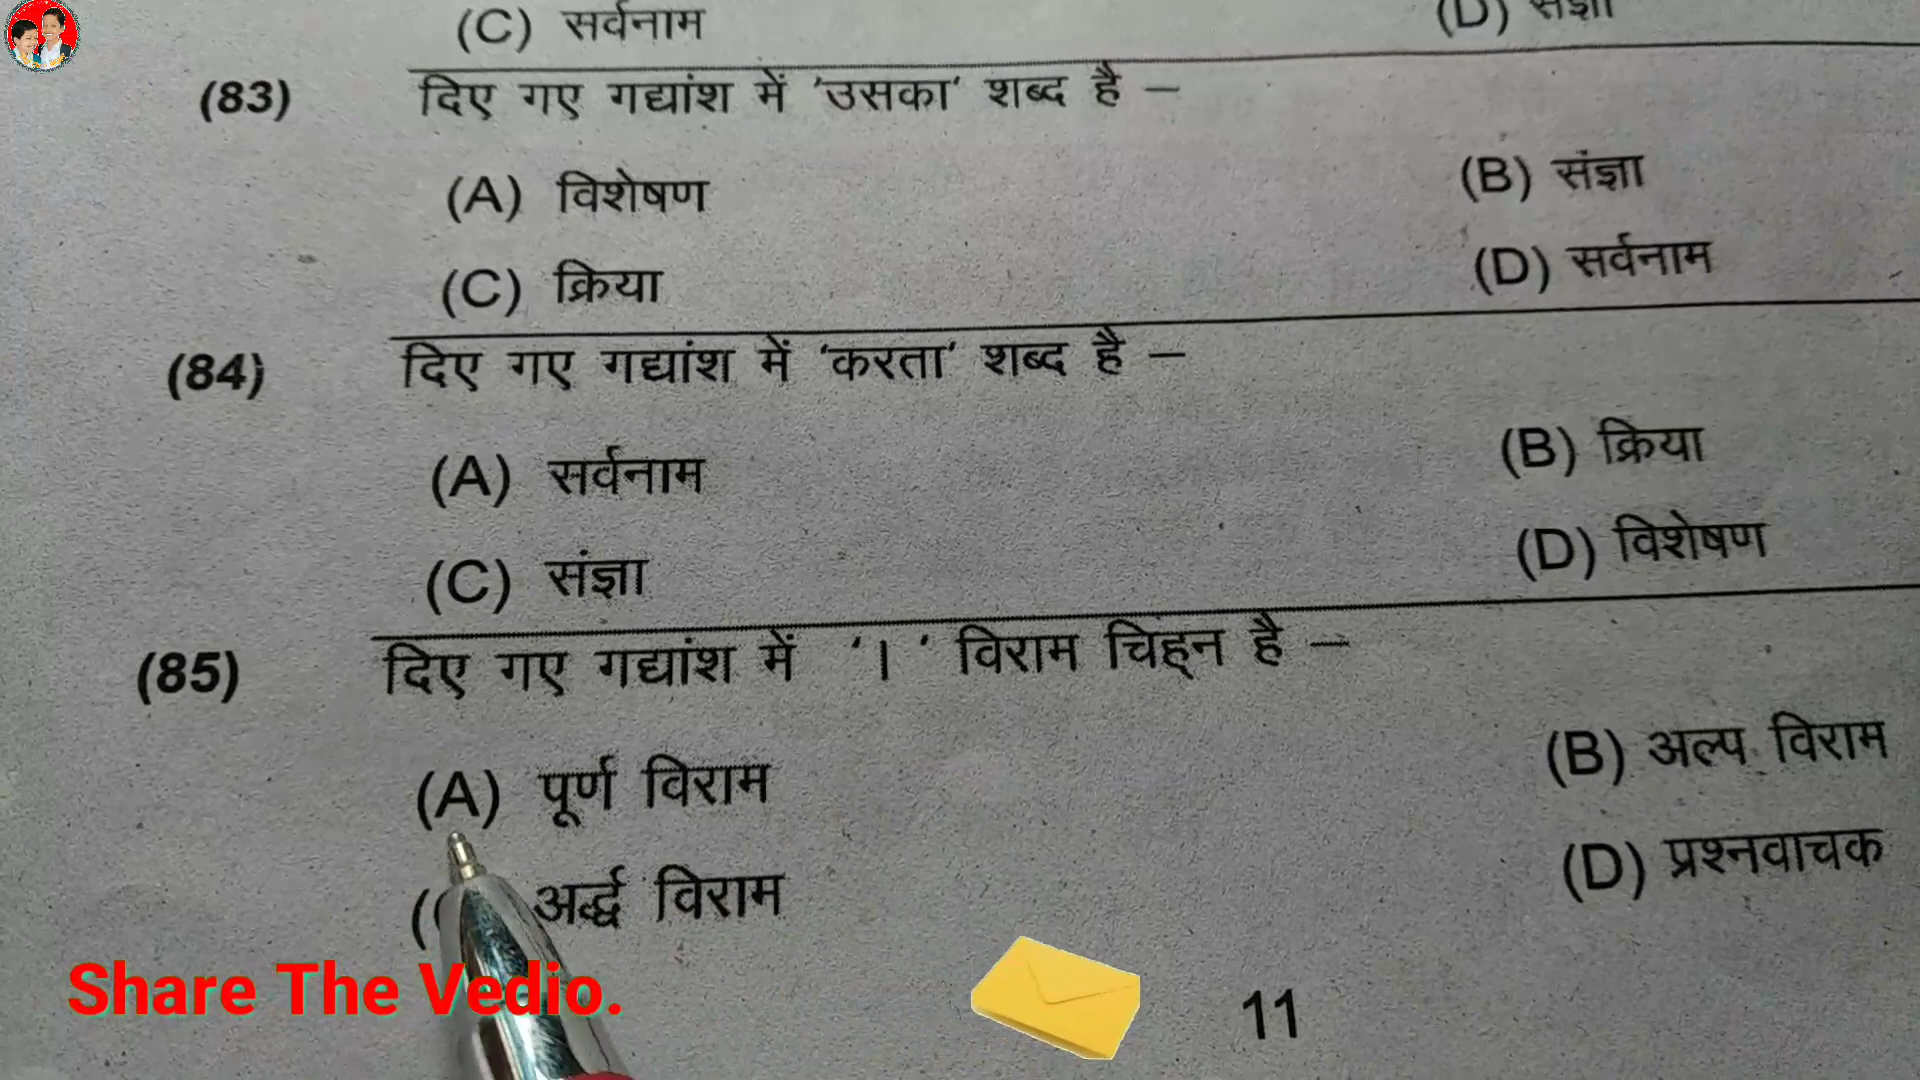 (C) सर्वनाम (D) संज्ञा
(83) दिए गए गद्यांश में 'उसका' शब्द है –
(A) विशेषण (B) संज्ञा
(C) क्रिया (D) सर्वनाम
(84) दिए गए गद्यांश में 'करता' शब्द है –
(A) सर्वनाम (B) क्रिया
(C) संज्ञा (D) विशेषण
(85) दिए गए गद्यांश में '। ' विराम चिह्न है –
(A) पूर्ण विराम (B) अल्प विराम
( अर्द्ध विराम (D) प्रश्नवाचक
Share The Vedio.
11